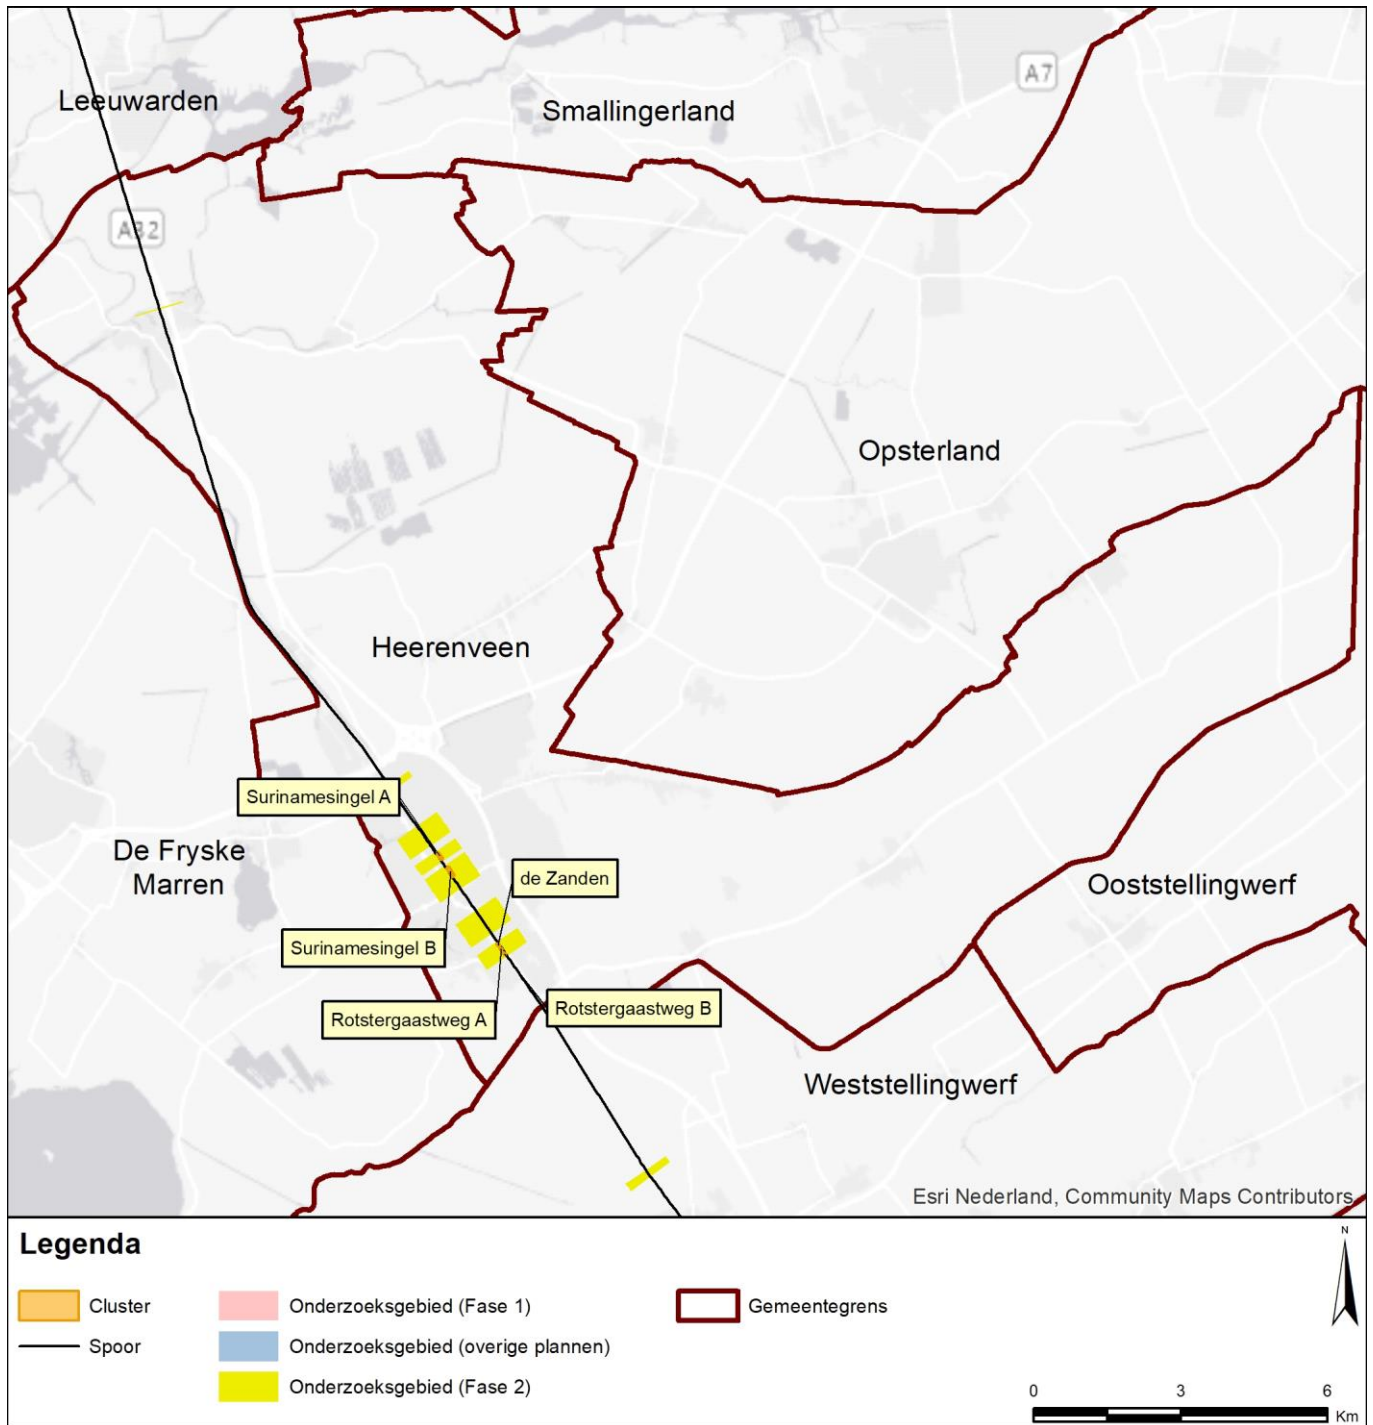 A7
Leeuwarden
Smallingerland
A32
Opsterland
Heerenveen
Surinamesingel A
De Fryske
Marren
de Zanden
Ooststellingwerf
Surinamesingel B
Rotstergaastweg A
Rotstergaastweg B
Weststellingwerf
Esri Nederland, Community Maps Contributors
Legenda
N
Cluster
Onderzoeksgebied (Fase 1)
Gemeentegrens
Spoor
Onderzoeksgebied (overige plannen)
Onderzoeksgebied (Fase 2)
0 3 6
Km